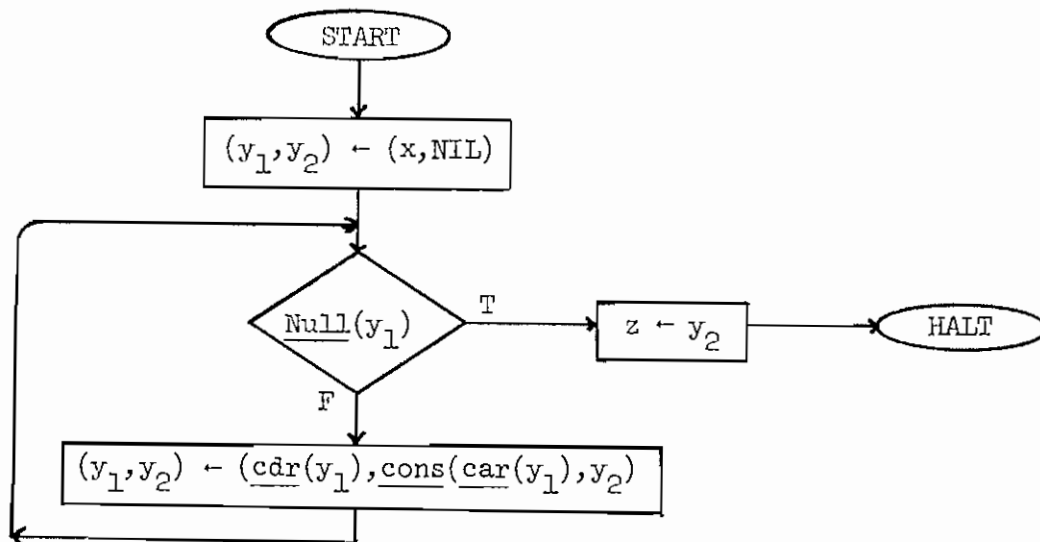 START
(y₁,y₂) ← (x,NIL)
Null(y₁)
T
z ← y₂
HALT
F
(y₁,y₂) ← (cdr(y₁),cons(car(y₁),y₂)